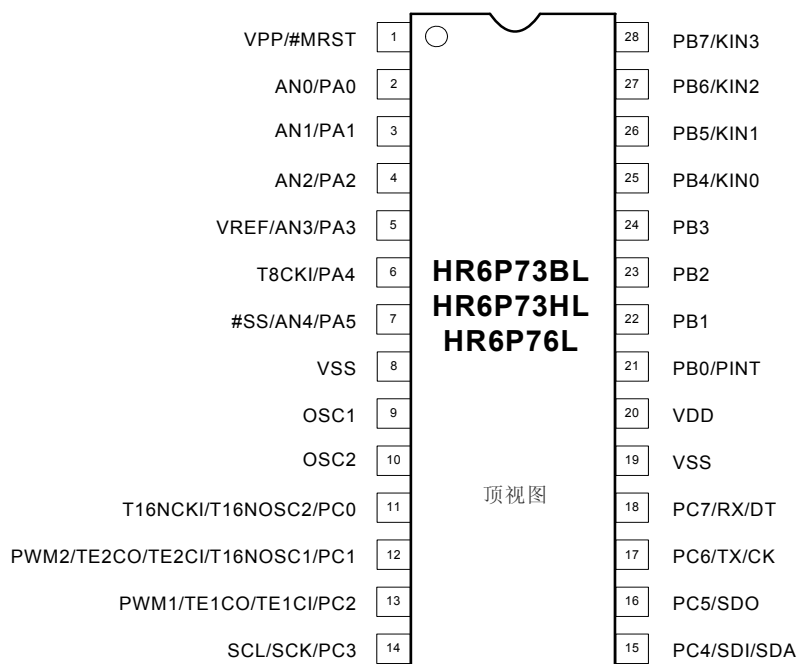 VPP/#MRST 1 28 PB7/KIN3
AN0/PA0 2 27 PB6/KIN2
AN1/PA1 3 26 PB5/KIN1
AN2/PA2 4 25 PB4/KIN0
VREF/AN3/PA3 5 24 PB3
T8CKI/PA4 6 23 PB2
#SS/AN4/PA5 7 22 PB1
VSS 8 21 PB0/PINT
OSC1 9 20 VDD
OSC2 10 19 VSS
T16NCKI/T16NOSC2/PC0 11 18 PC7/RX/DT
PWM2/TE2CO/TE2CI/T16NOSC1/PC1 12 17 PC6/TX/CK
PWM1/TE1CO/TE1CI/PC2 13 16 PC5/SDO
SCL/SCK/PC3 14 15 PC4/SDI/SDA
HR6P73BL
HR6P73HL
HR6P76L
顶视图